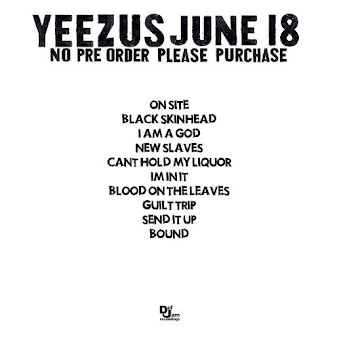 YEEZUS JUNE 18
NO PRE ORDER PLEASE PURCHASE
ON SITE
BLACK SKINHEAD
I AM A GOD
NEW SLAVES
CANT HOLD MY LIQUOR
IM IN IT
BLOOD ON THE LEAVES
GUILT TRIP
SEND IT UP
BOUND
Def
Jam
recordings